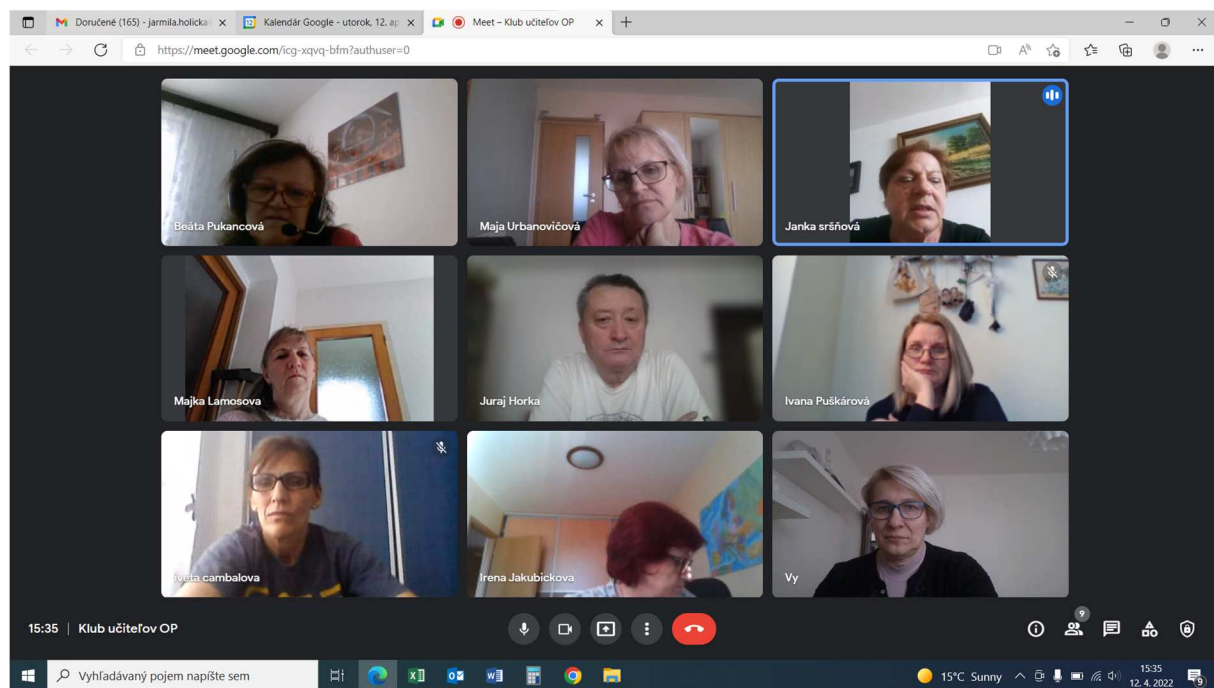 Doručené (165) - jarmila.holicka
Kalendár Google - utorok, 12. ap
Meet – Klub učiteľov OP
https://meet.google.com/icg-xqvq-bfm?authuser=0
Beáta Pukancová
Maja Urbanovičová
Janka sršňová
Majka Lamosova
Juraj Horka
Ivana Puškárová
iveta cambalova
Irena Jakubickova
Vy
15:35 | Klub učiteľov OP
9
Vyhľadávaný pojem napíšte sem
15°C Sunny
15:35
12. 4. 2022
9